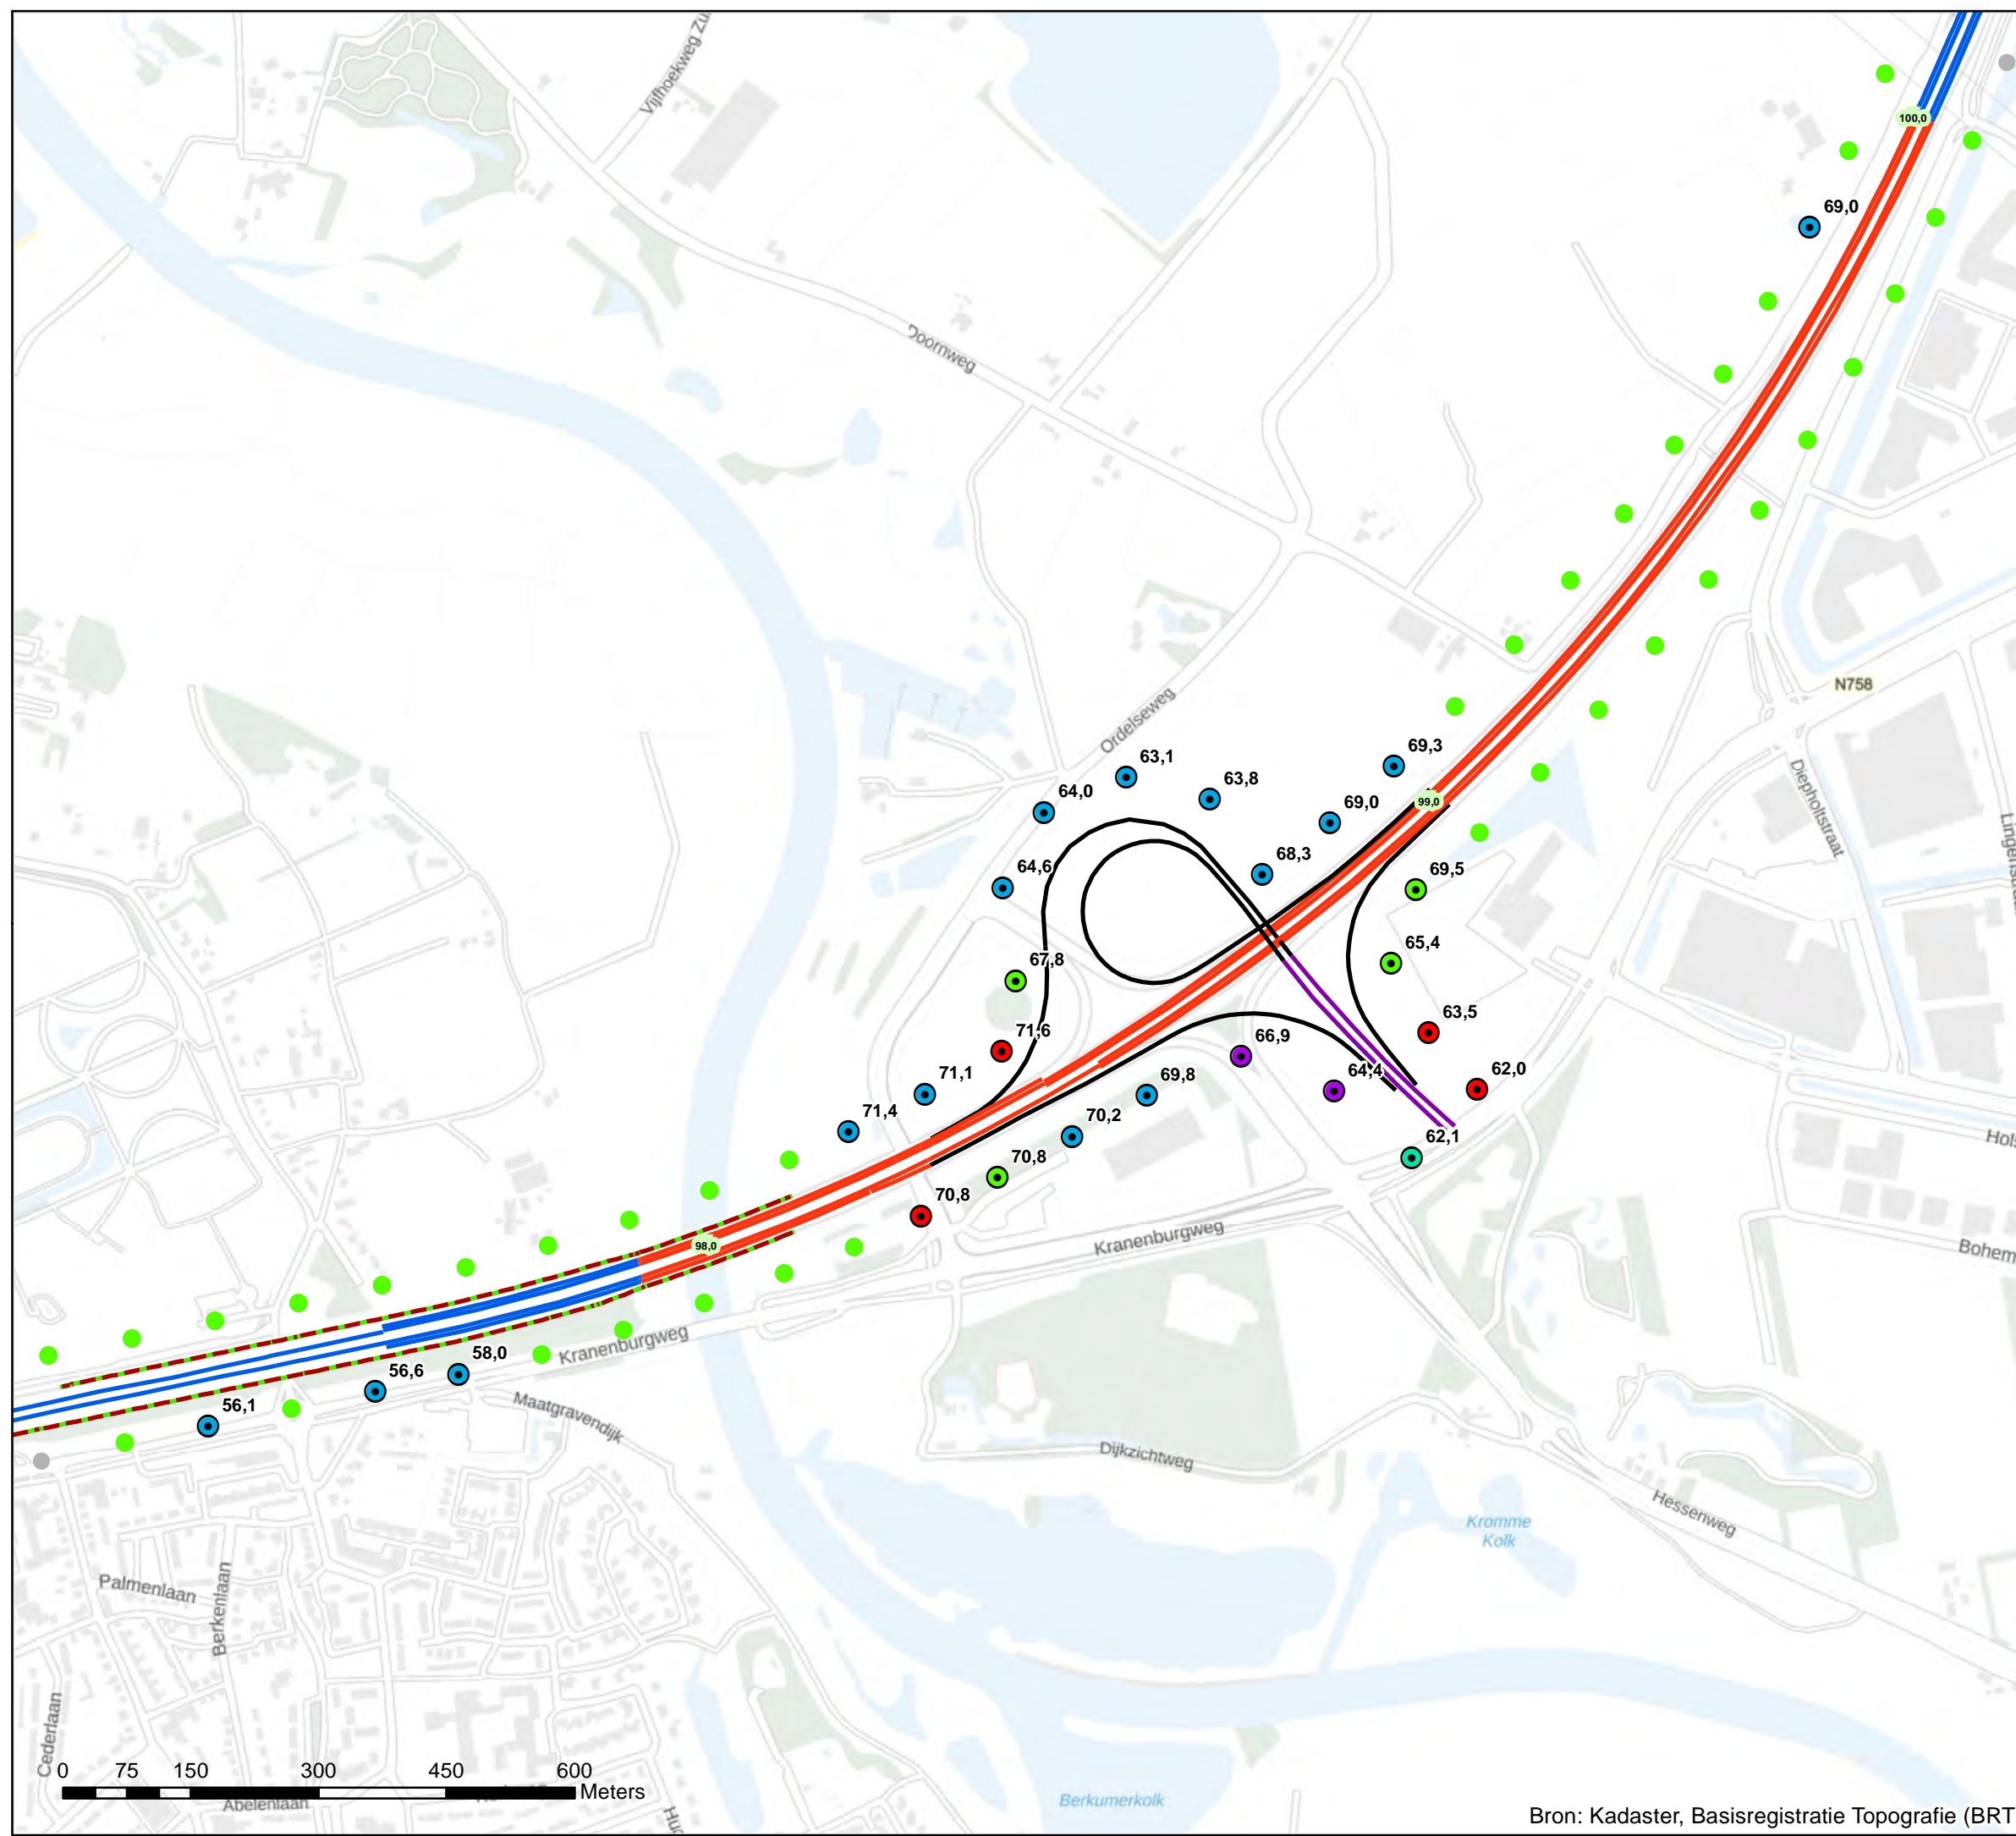 Vijfhoekweg
100,0
69,0
Doornweg
N758
Ordelseweg
63,1
64,0
63,8
69,3
69,0
99,0
68,3
64,6
69,5
Diepholtstraat
67,8
65,4
71,6
63,5
66,9
71,1
69,8
64,4
62,0
71,4
70,2
62,1
70,8
70,8
Kranenburgweg
98,0
Kranenburgweg
58,0
56,6
56,1
Maatgravendijk
Dijkzichtweg
Hessenweg
Kromme
Kolk
Palmenlaan
Berkenlaan
Cederlaan
0 75 150 300 450 600
Meters
Abelenlaan
Berkumerkolk
Bron: Kadaster, Basisregistratie Topografie (BRT